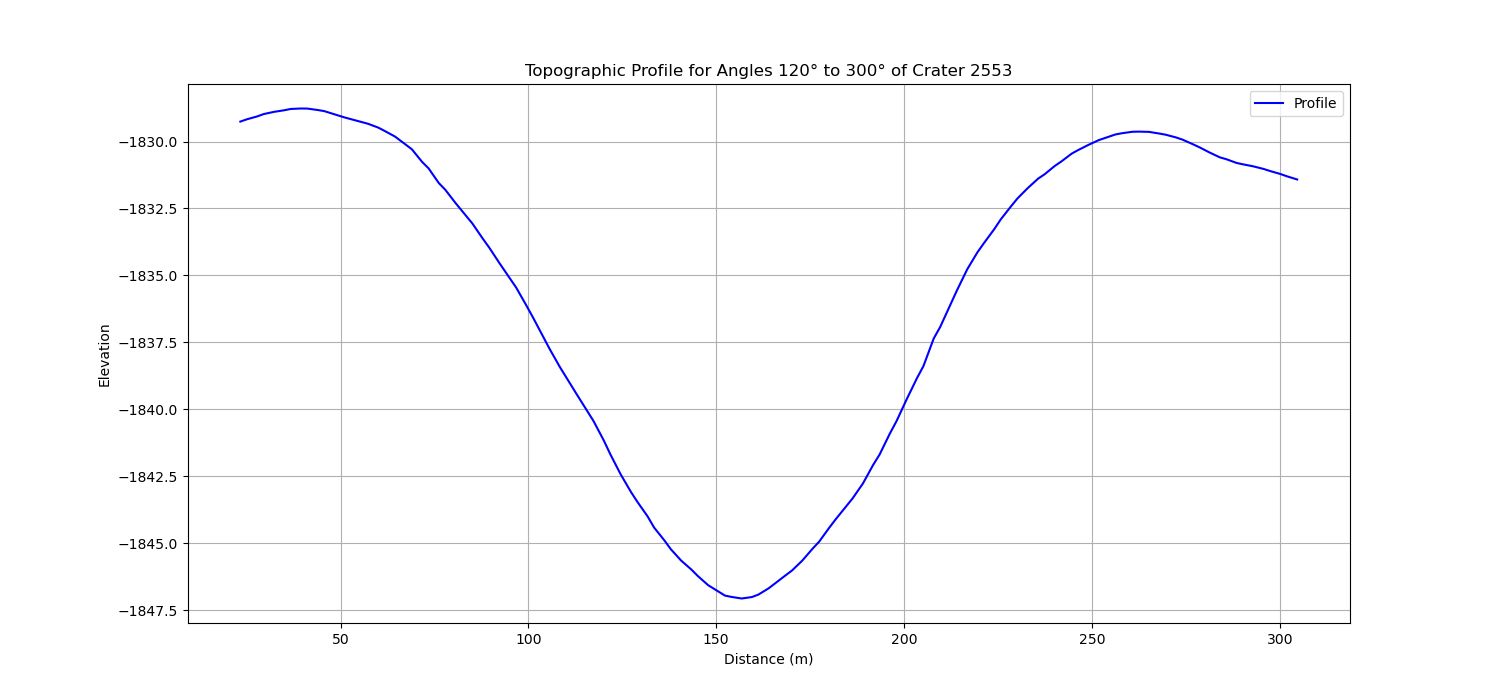 Topographic Profile for Angles 120° to 300° of Crater 2553
Profile
−1830.0
−1832.5
−1835.0
−1837.5
−1840.0
−1842.5
−1845.0
−1847.5
Elevation
50 100 150 200 250 300
Distance (m)